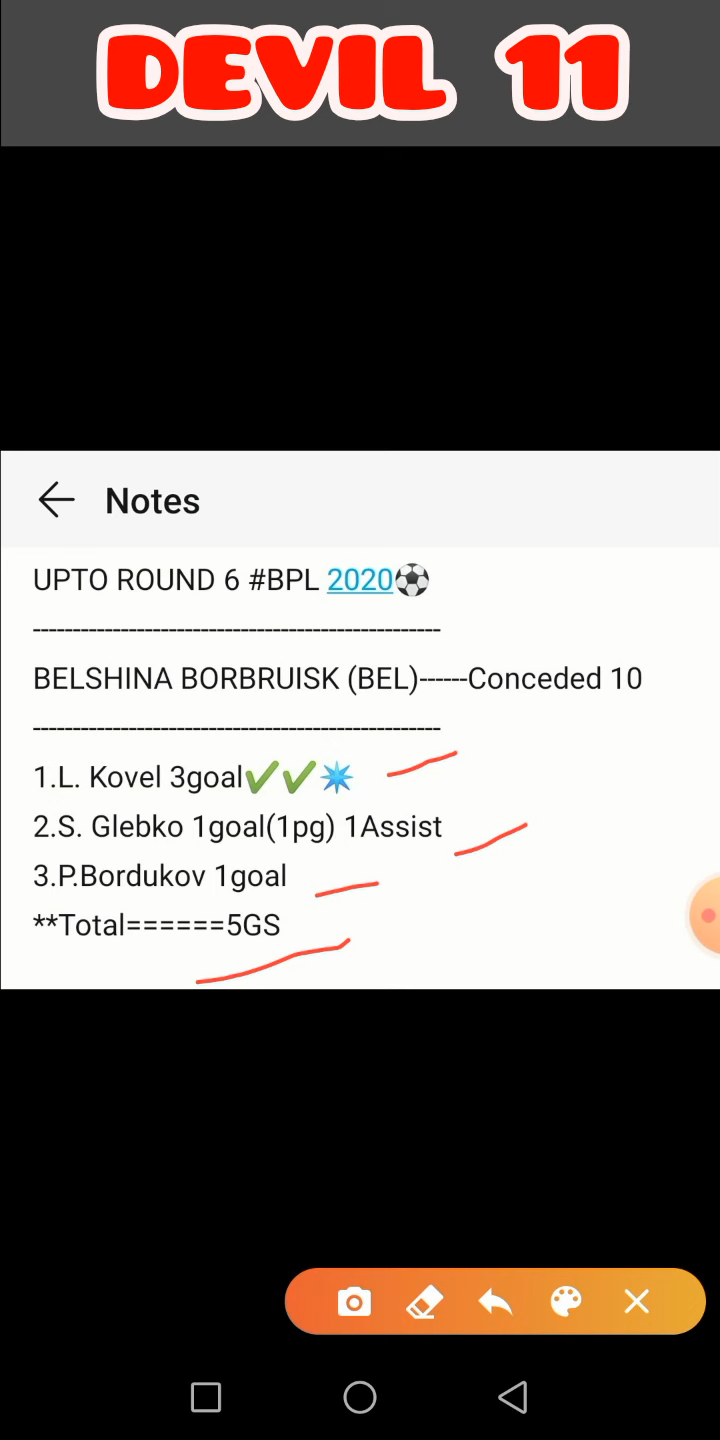 DEVIL 11
Notes
UPTO ROUND 6 #BPL 2020⚽
---------------------------------------------------
BELSHINA BORBRUISK (BEL)------Conceded 10
---------------------------------------------------
1.L. Kovel 3goal✔✔✴
2.S. Glebko 1goal(1pg) 1Assist
3.P.Bordukov 1goal
**Total======5GS